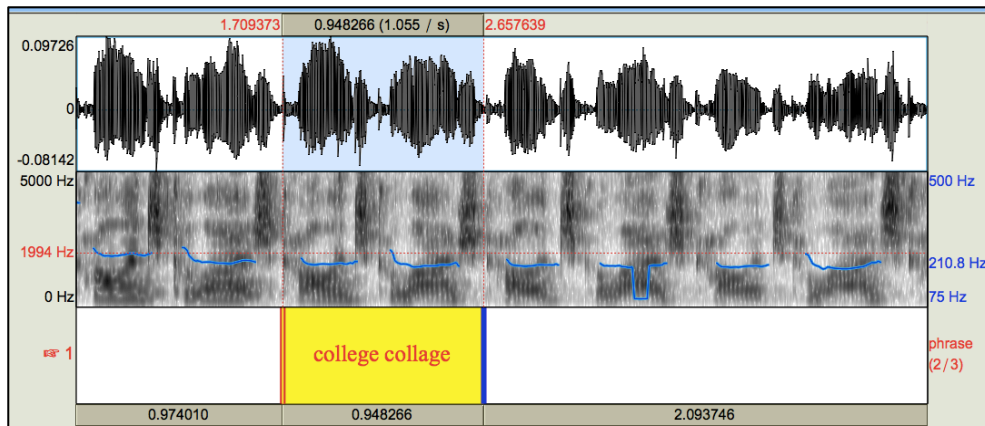 1.709373 0.948266 (1.055 / s) 2.657639
0.09726
0
-0.08142
5000 Hz 500 Hz
1994 Hz
210.8 Hz
0 Hz 75 Hz
☞ 1 college collage phrase
(2/3)
0.974010 0.948266 2.093746